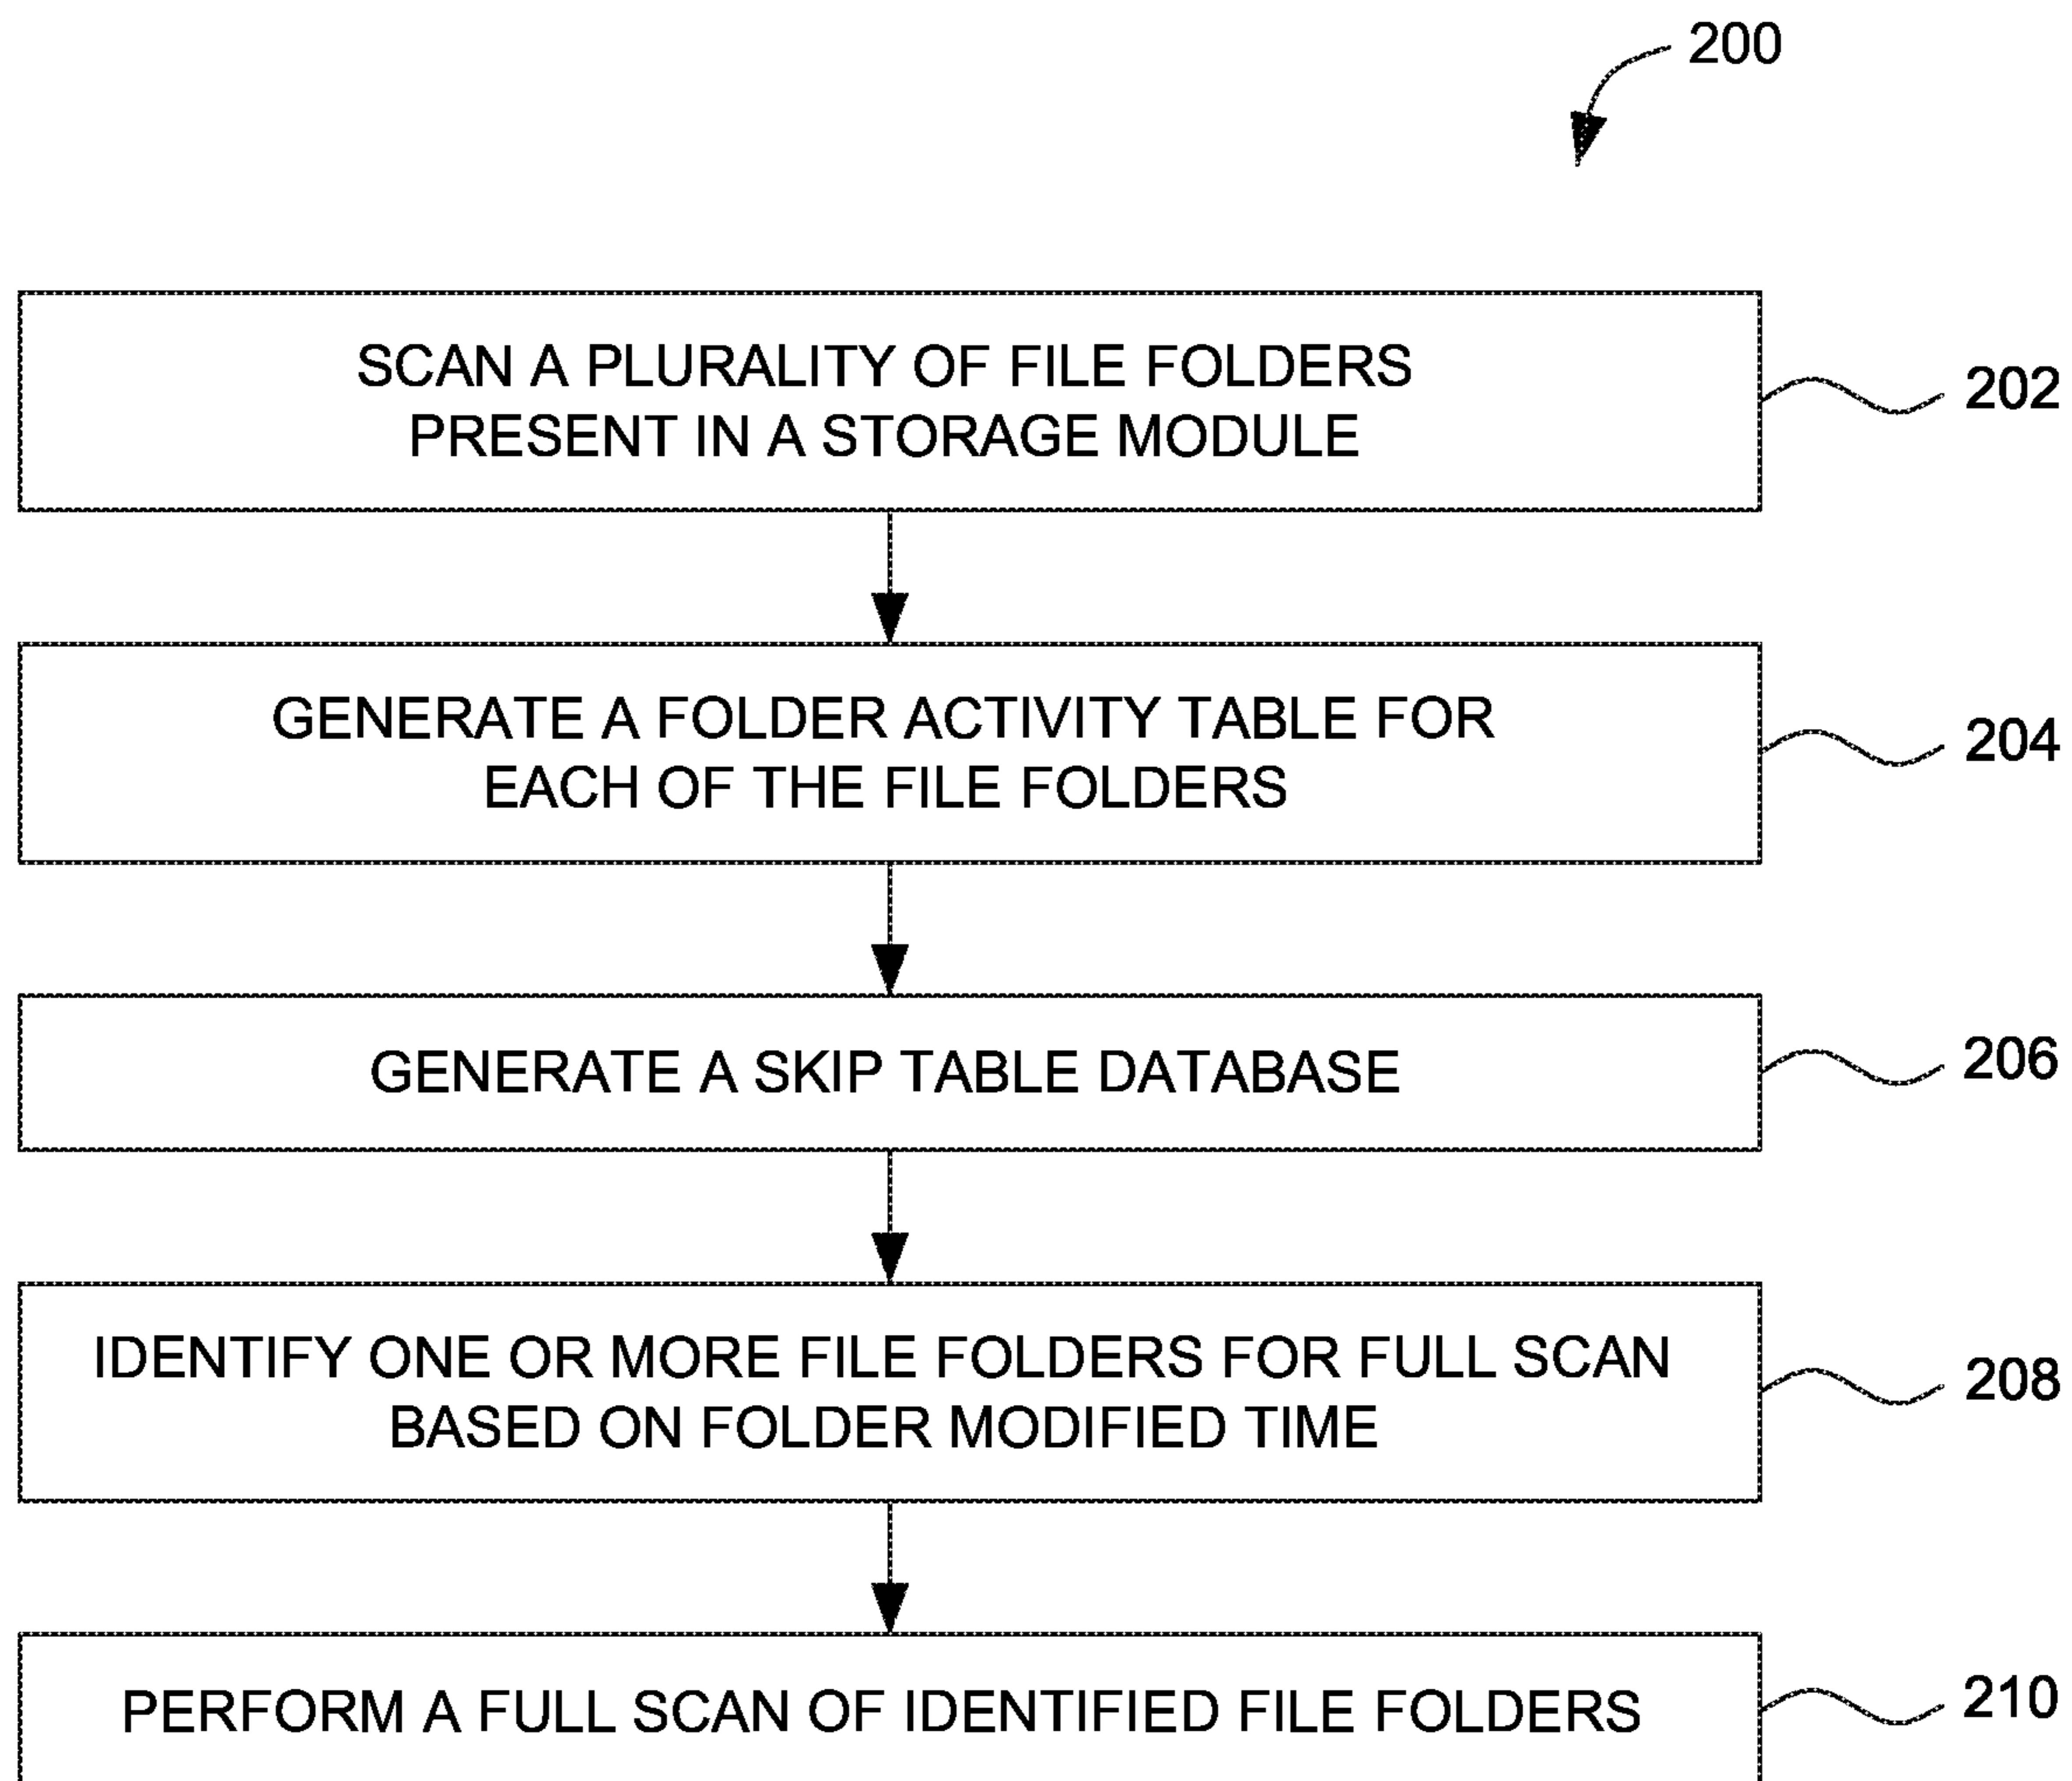 200
SCAN A PLURALITY OF FILE FOLDERS
PRESENT IN A STORAGE MODULE
202
GENERATE A FOLDER ACTIVITY TABLE FOR
EACH OF THE FILE FOLDERS
204
GENERATE A SKIP TABLE DATABASE
206
IDENTIFY ONE OR MORE FILE FOLDERS FOR FULL SCAN
BASED ON FOLDER MODIFIED TIME
208
PERFORM A FULL SCAN OF IDENTIFIED FILE FOLDERS
210